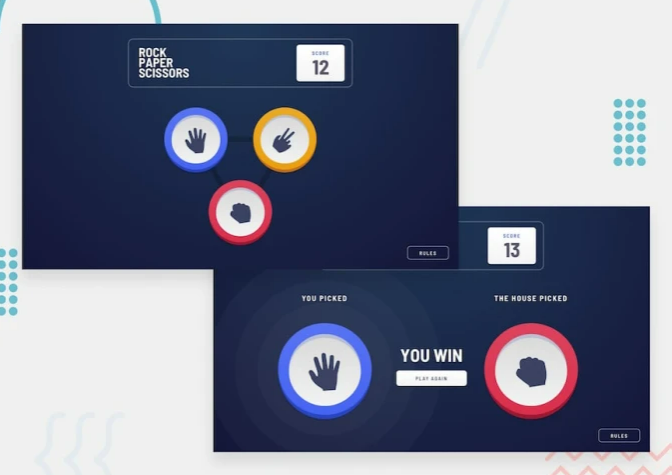 ROCK
PAPER
SCISSORS
SCORE
12
RULES
SCORE
13
YOU PICKED
THE HOUSE PICKED
YOU WIN
PLAY AGAIN
RULES